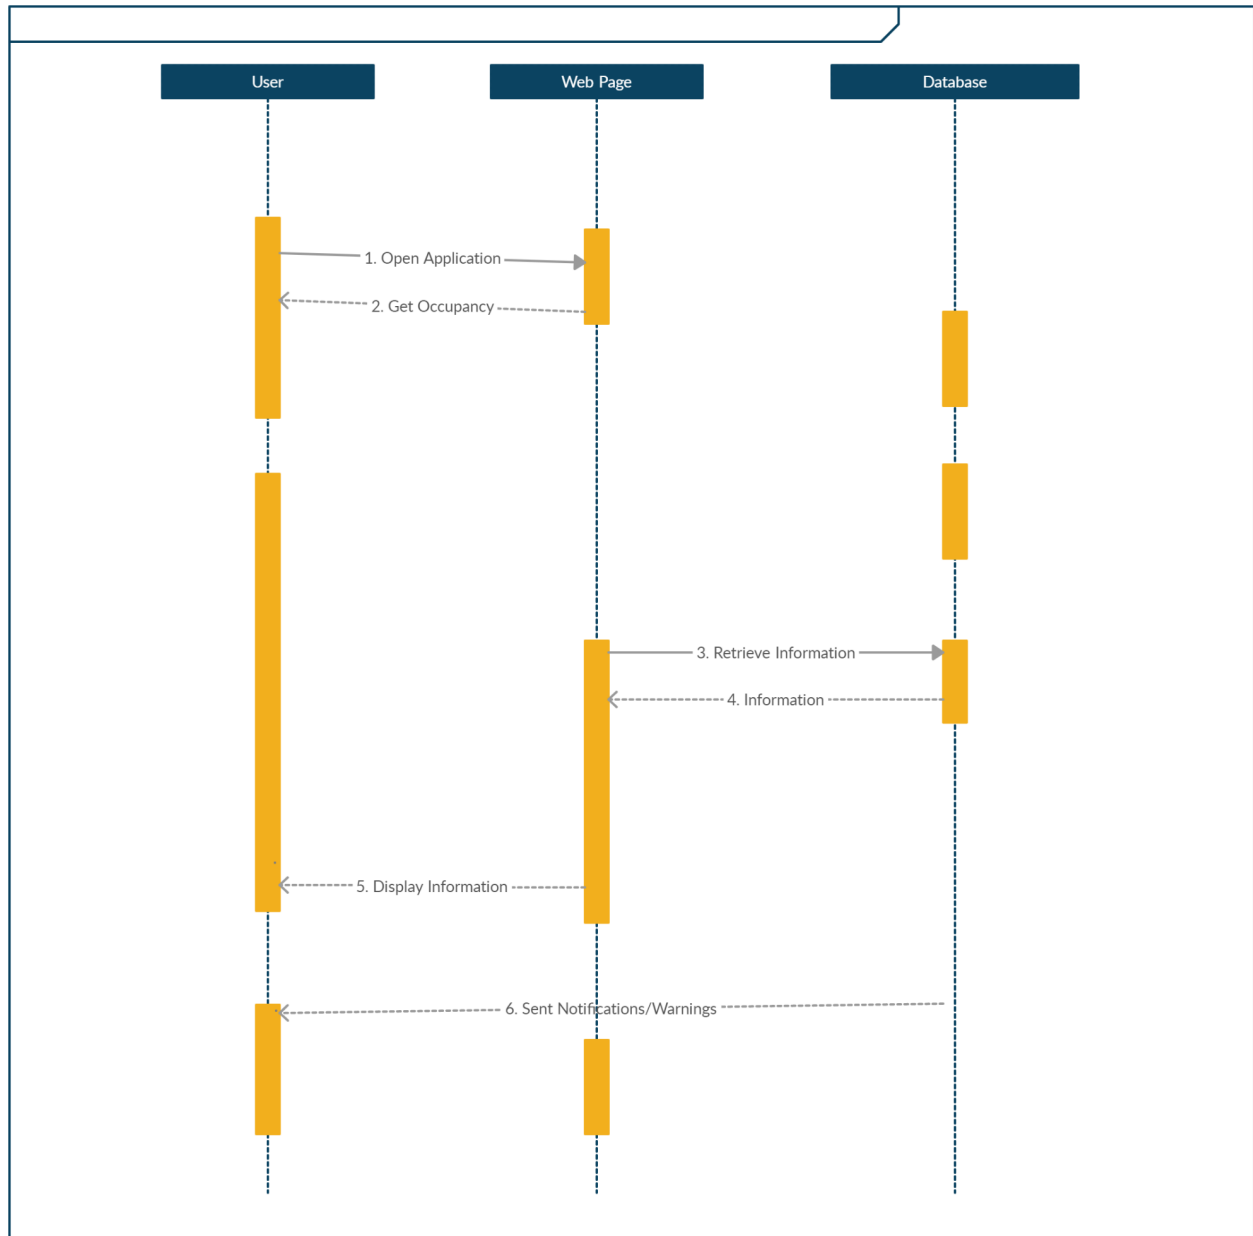 User
Web Page
Database
1. Open Application
2. Get Occupancy
3. Retrieve Information
4. Information
5. Display Information
6. Sent Notifications/Warnings